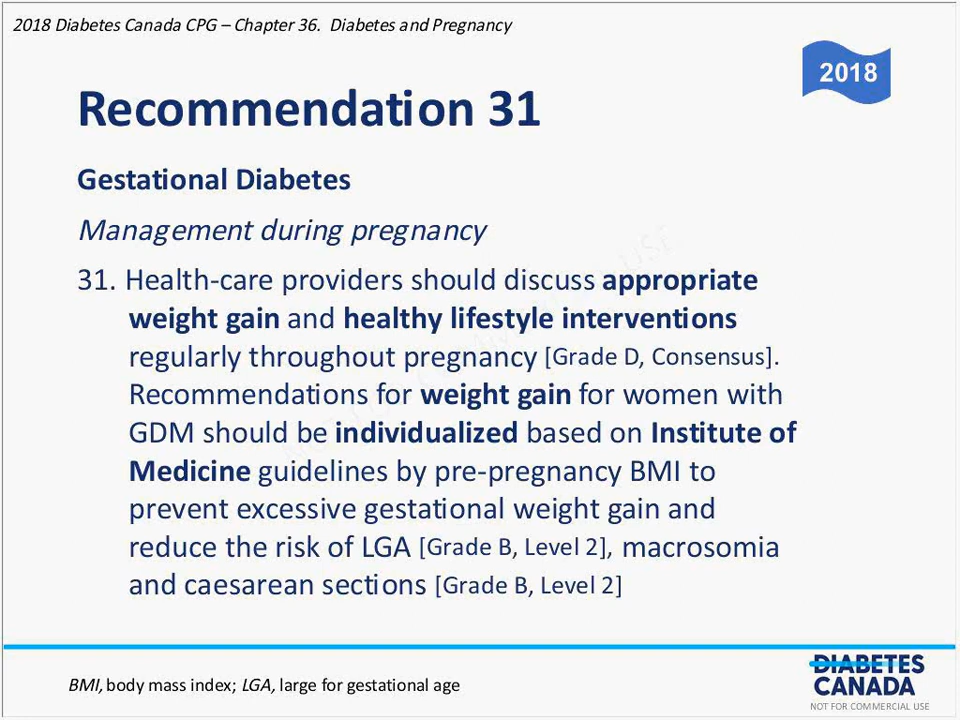 2018 Diabetes Canada CPG – Chapter 36. Diabetes and Pregnancy
2018
Recommendation 31
Gestational Diabetes
Management during pregnancy
31. Health-care providers should discuss appropriate
weight gain and healthy lifestyle interventions
regularly throughout pregnancy [Grade D, Consensus].
Recommendations for weight gain for women with
GDM should be individualized based on Institute of
Medicine guidelines by pre-pregnancy BMI to
prevent excessive gestational weight gain and
reduce the risk of LGA [Grade B, Level 2], macrosomia
and caesarean sections [Grade B, Level 2]
BMI, body mass index; LGA, large for gestational age
DIABETES
CANADA
NOT FOR COMMERCIAL USE